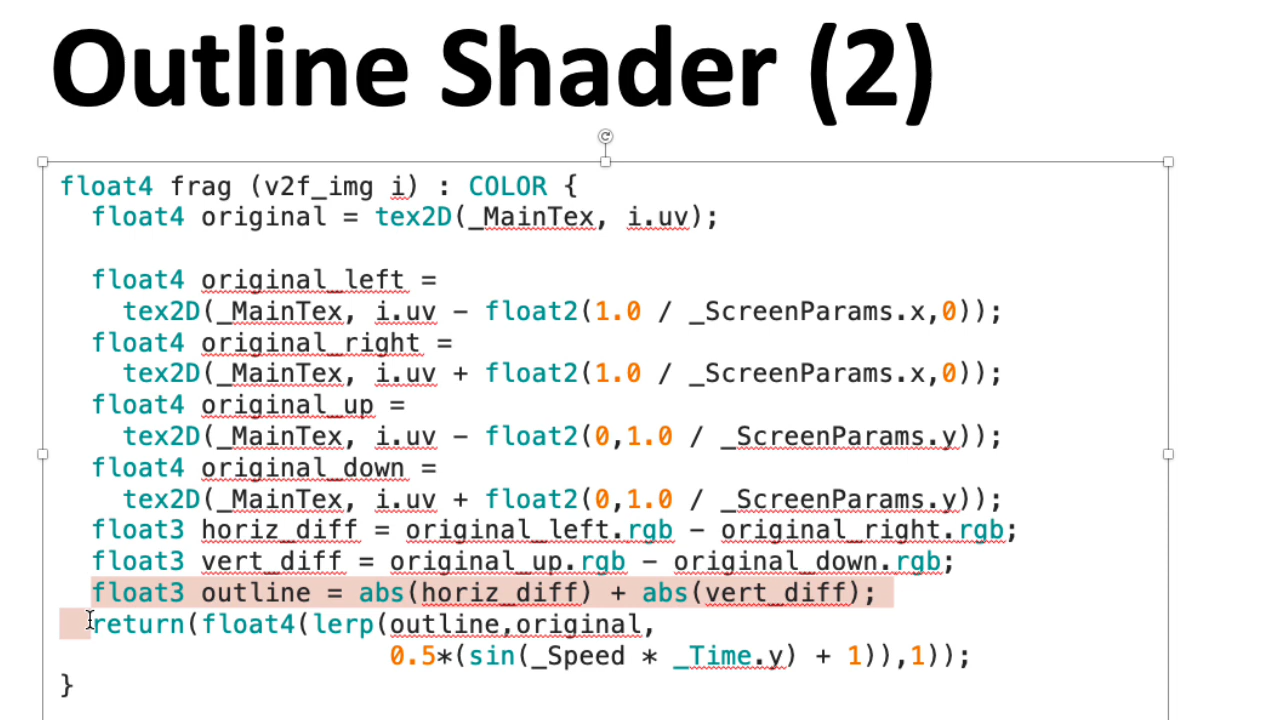 Outline Shader (2)
float4 frag (v2f_img i) : COLOR {
float4 original = tex2D(_MainTex, i.uv);
float4 original_left =
tex2D(_MainTex, i.uv - float2(1.0 / _ScreenParams.x,0));
float4 original_right =
tex2D(_MainTex, i.uv + float2(1.0 / _ScreenParams.x,0));
float4 original_up =
tex2D(_MainTex, i.uv - float2(0,1.0 / _ScreenParams.y));
float4 original_down =
tex2D(_MainTex, i.uv + float2(0,1.0 / _ScreenParams.y));
float3 horiz_diff = original_left.rgb - original_right.rgb;
float3 vert_diff = original_up.rgb - original_down.rgb;
float3 outline = abs(horiz_diff) + abs(vert_diff);
return(float4(lerp(outline,original,
0.5*(sin(_Speed * _Time.y) + 1)),1));
}